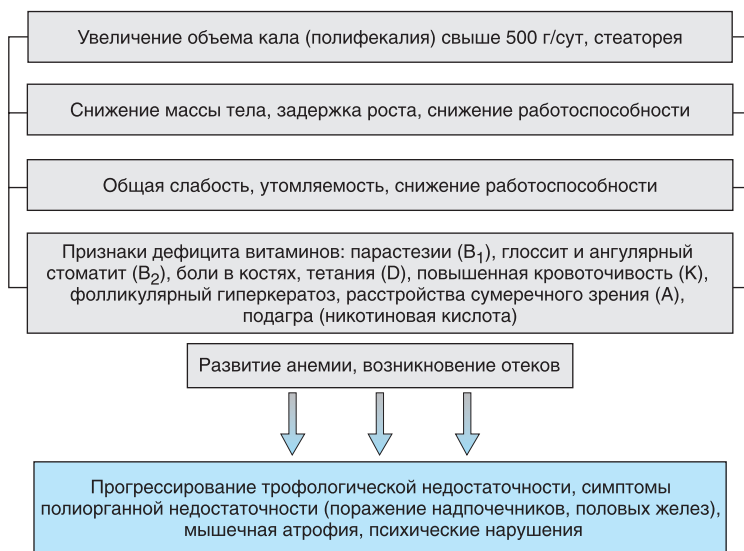 Увеличение объема кала (полифекалия) свыше 500 г/сут, стеаторея
Снижение массы тела, задержка роста, снижение работоспособности
Общая слабость, утомляемость, снижение работоспособности
Признаки дефицита витаминов: парастезии (B₁), глоссит и ангулярный
стоматит (B₂), боли в костях, тетания (D), повышенная кровоточивость (K),
фолликулярный гиперкератоз, расстройства сумеречного зрения (A),
подагра (никотиновая кислота)
Развитие анемии, возникновение отеков
Прогрессирование трофологической недостаточности, симптомы
полиорганной недостаточности (поражение надпочечников, половых желез),
мышечная атрофия, психические нарушения